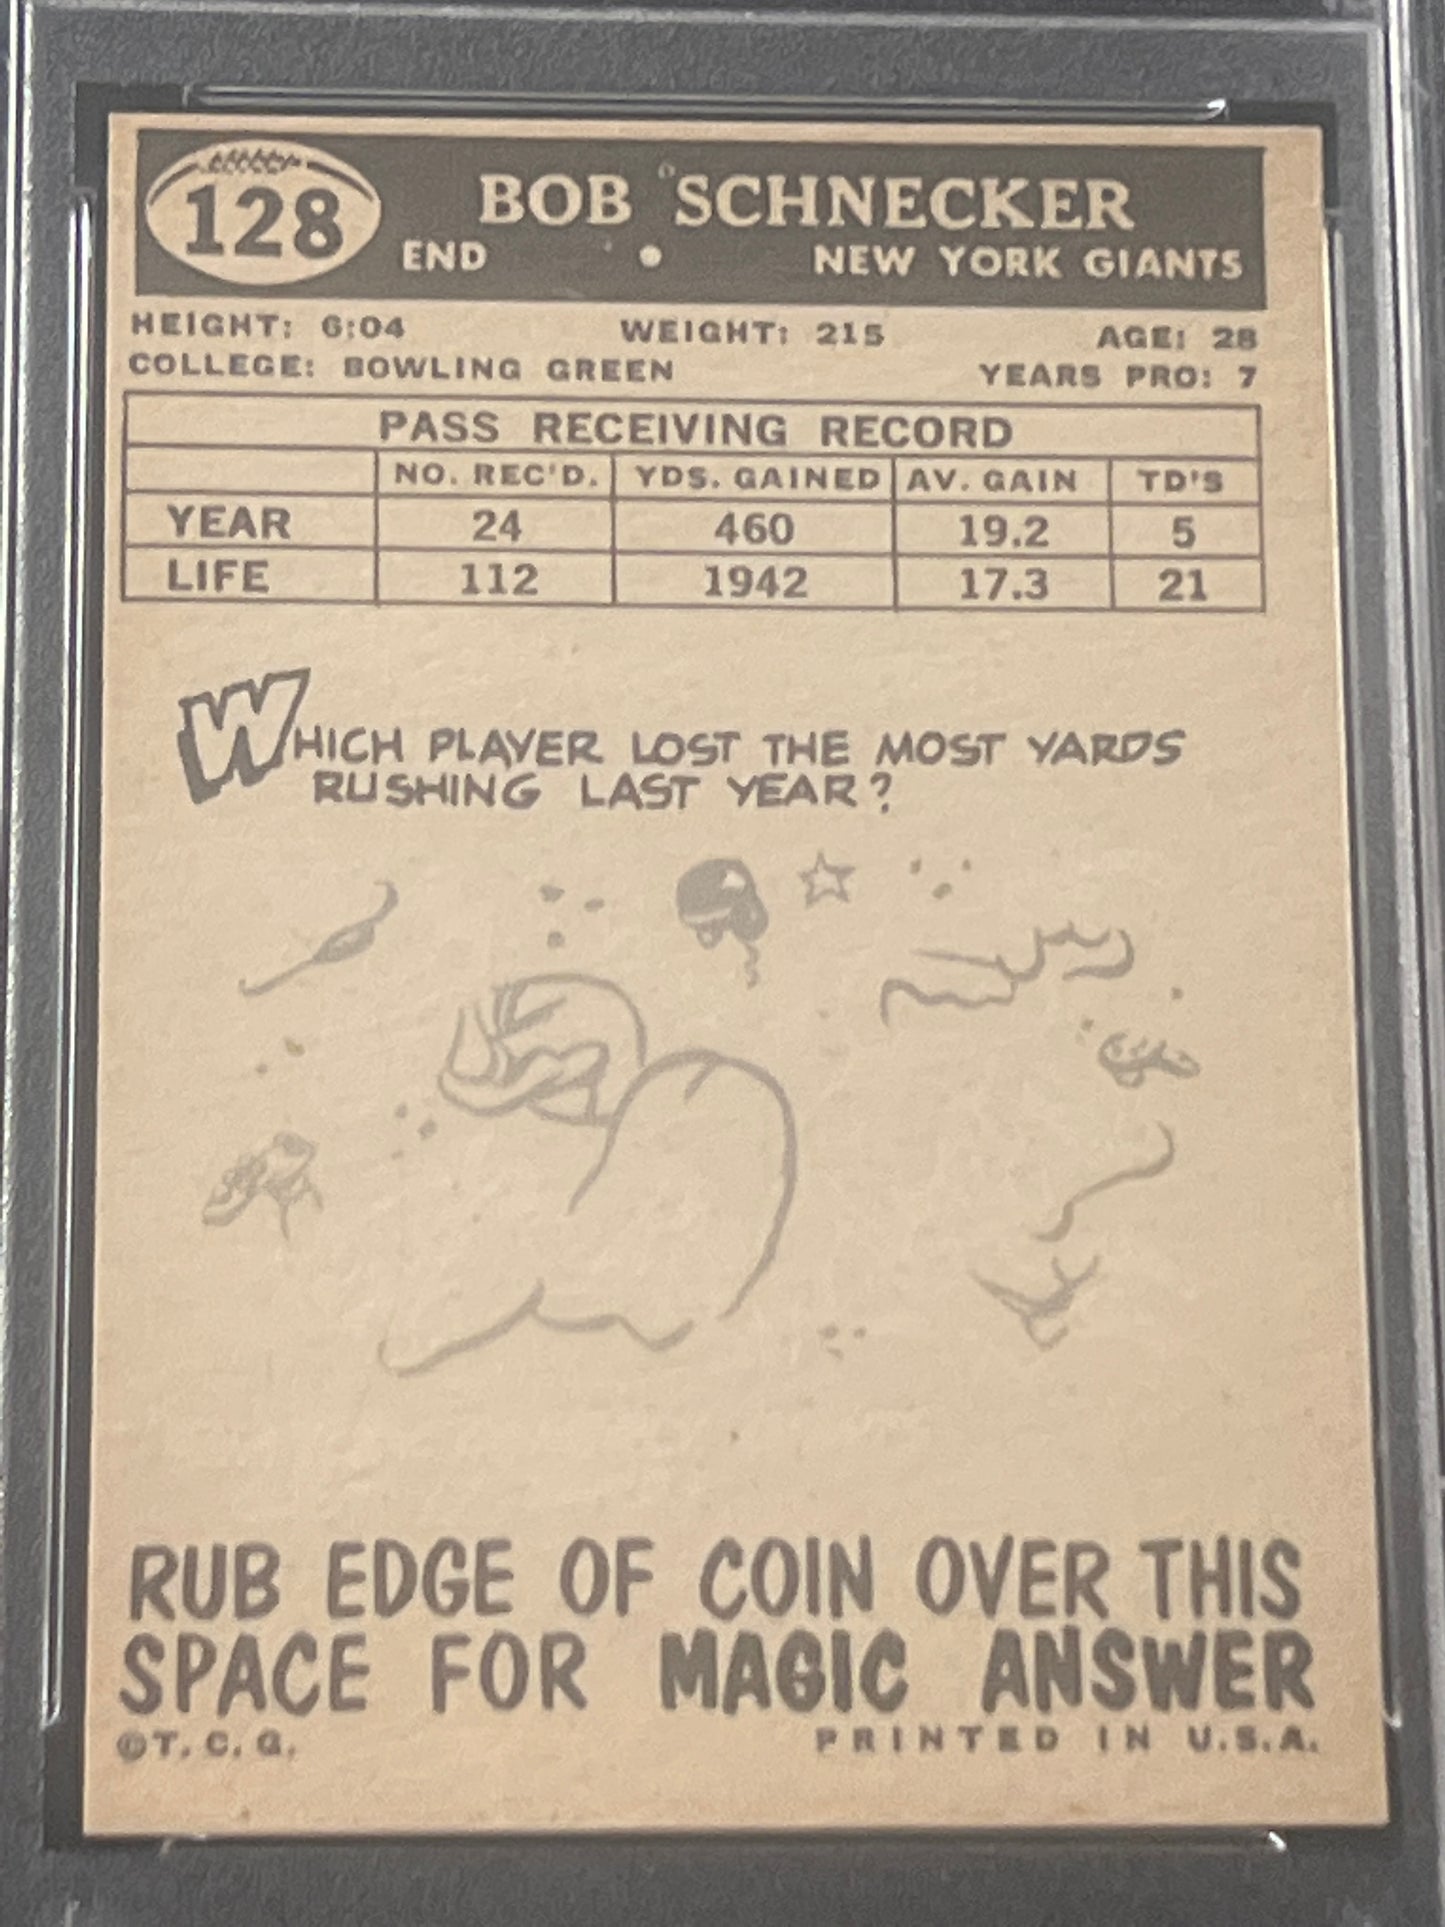 128 BOB SCHNECKER
END • NEW YORK GIANTS
HEIGHT: 6:04 WEIGHT: 215 AGE: 28
COLLEGE: BOWLING GREEN YEARS PRO: 7
PASS RECEIVING RECORD
NO. REC'D. YDS. GAINED AV. GAIN TD'S
YEAR 24 460 19.2 5
LIFE 112 1942 17.3 21
WHICH PLAYER LOST THE MOST YARDS
RUSHING LAST YEAR?
RUB EDGE OF COIN OVER THIS
SPACE FOR MAGIC ANSWER
©T.C.G. PRINTED IN U.S.A.